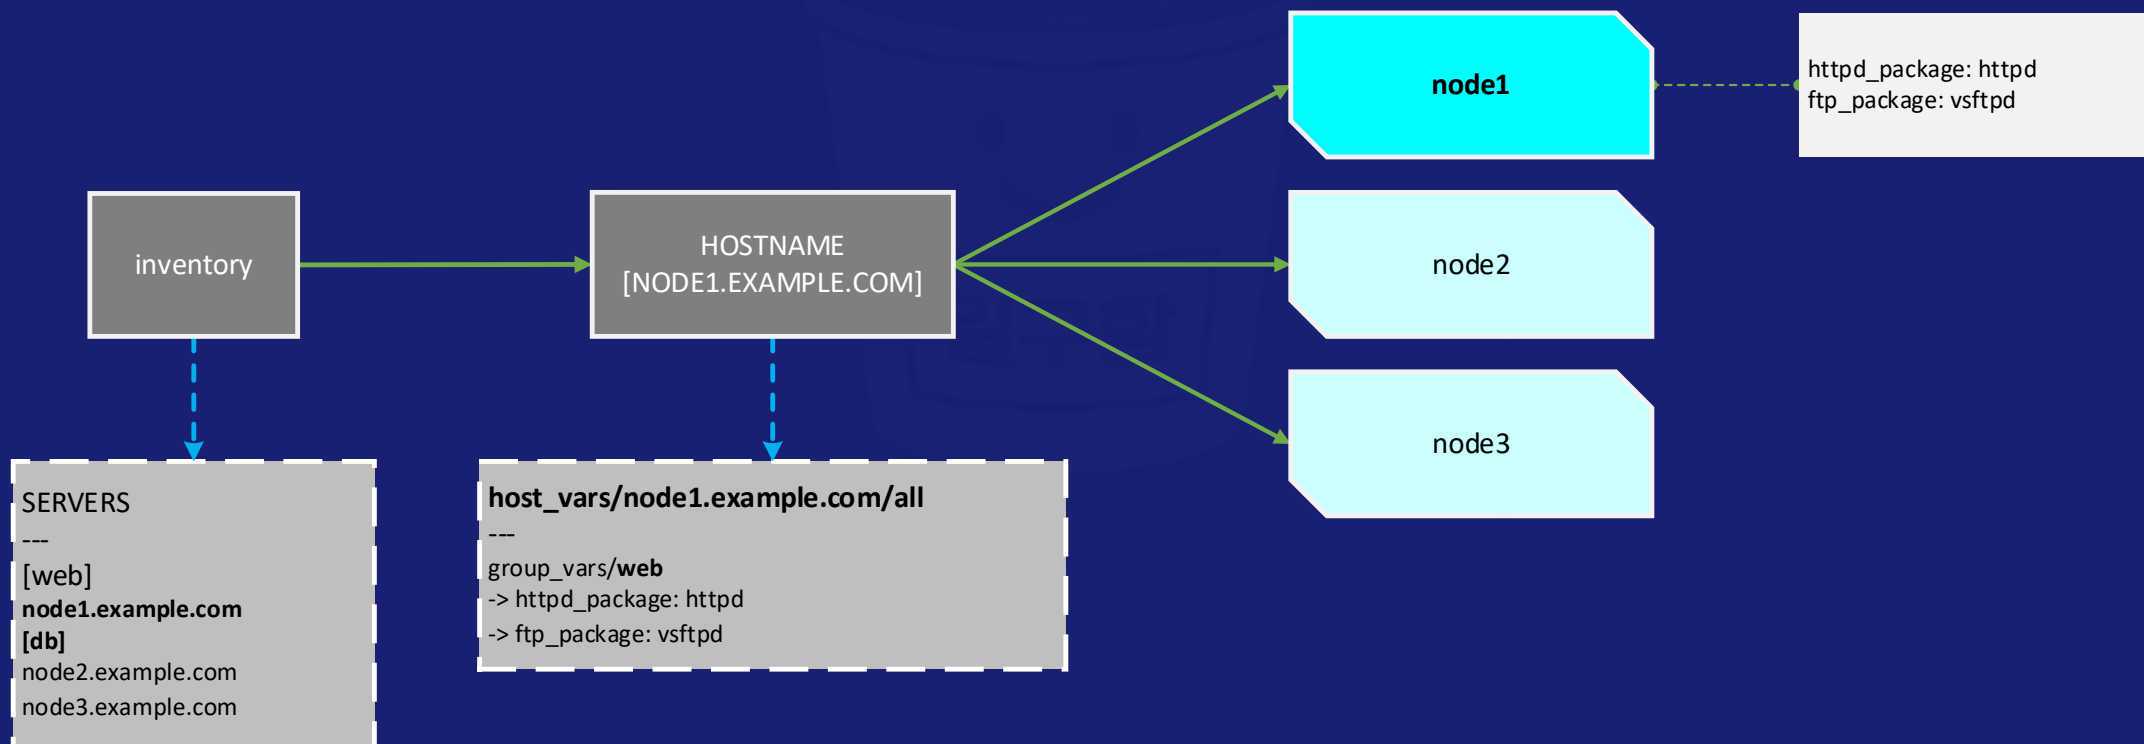 inventory
HOSTNAME
[NODE1.EXAMPLE.COM]
node1
node2
node3
httpd_package: httpd
ftp_package: vsftpd
SERVERS
---
[web]
node1.example.com
[db]
node2.example.com
node3.example.com
host_vars/node1.example.com/all
---
group_vars/web
-> httpd_package: httpd
-> ftp_package: vsftpd